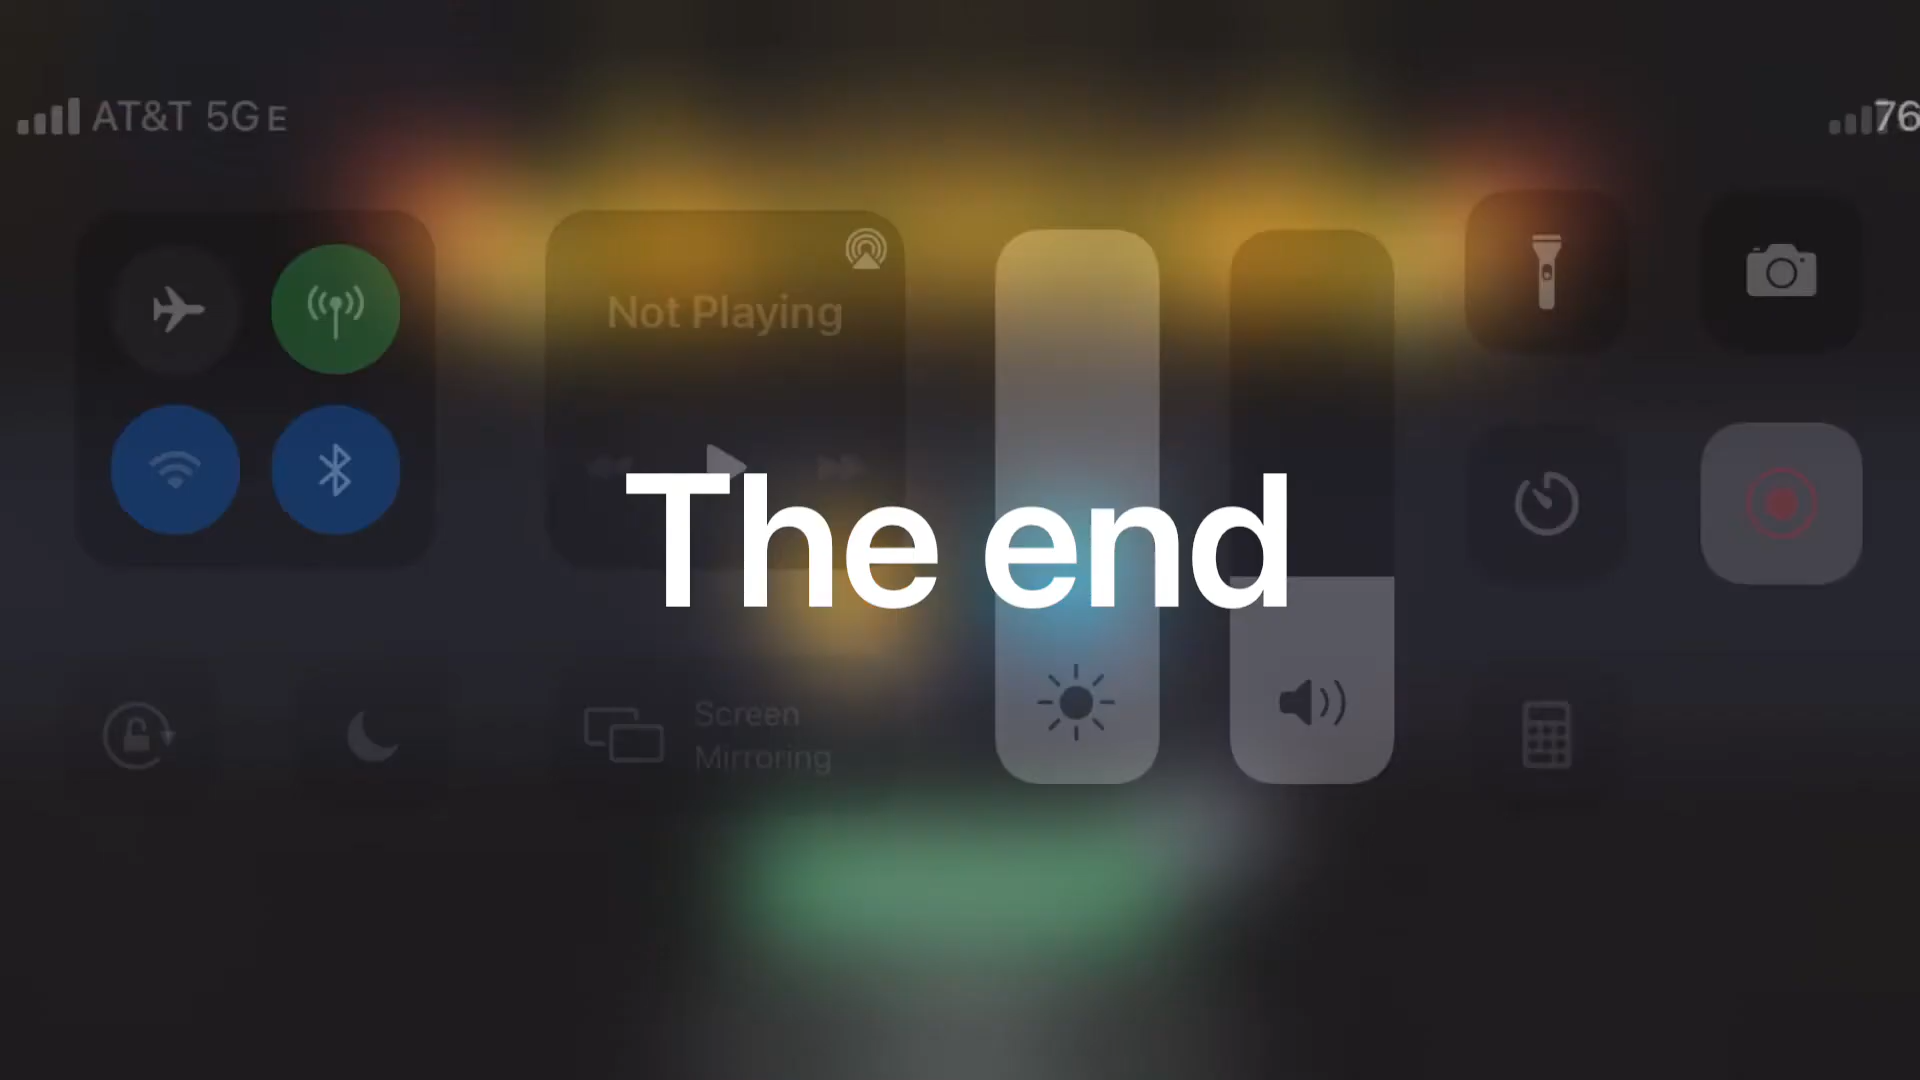 AT&T 5GE
76
Not Playing
The end
Screen
Mirroring